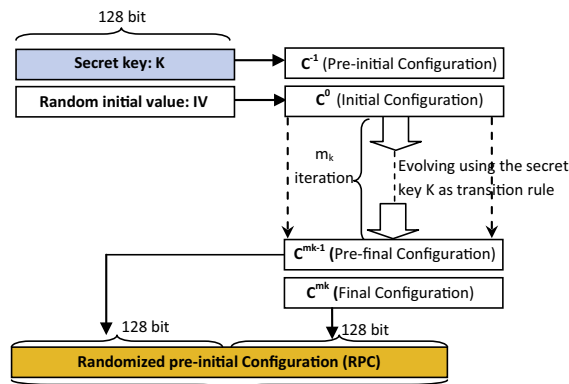 128 bit
Secret key: K
C-1 (Pre-initial Configuration)
Random initial value: IV
C0 (Initial Configuration)
mk
iteration
Evolving using the secret
key K as transition rule
Cmk-1 (Pre-final Configuration)
Cmk (Final Configuration)
128 bit
128 bit
Randomized pre-initial Configuration (RPC)